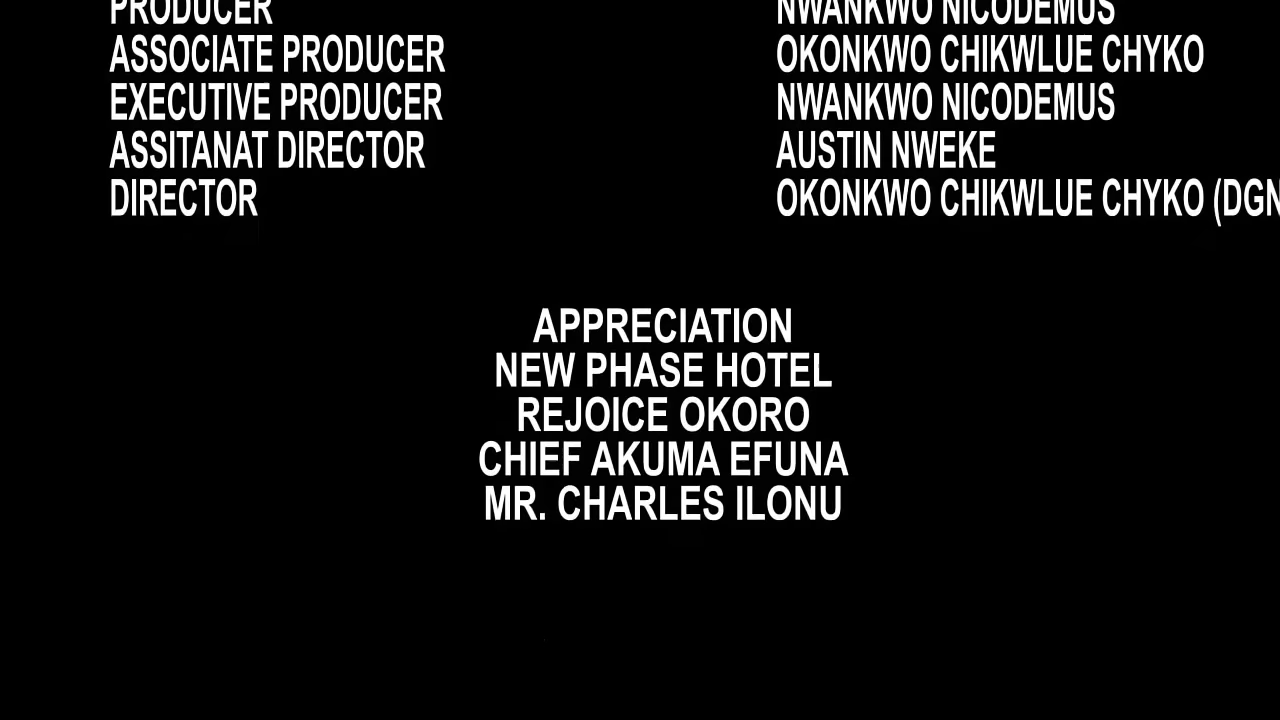 PRODUCER NWANKWO NICODEMUS
ASSOCIATE PRODUCER OKONKWO CHIKWLUE CHYKO
EXECUTIVE PRODUCER NWANKWO NICODEMUS
ASSITANAT DIRECTOR AUSTIN NWEKE
DIRECTOR OKONKWO CHIKWLUE CHYKO (DGN
APPRECIATION
NEW PHASE HOTEL
REJOICE OKORO
CHIEF AKUMA EFUNA
MR. CHARLES ILONU